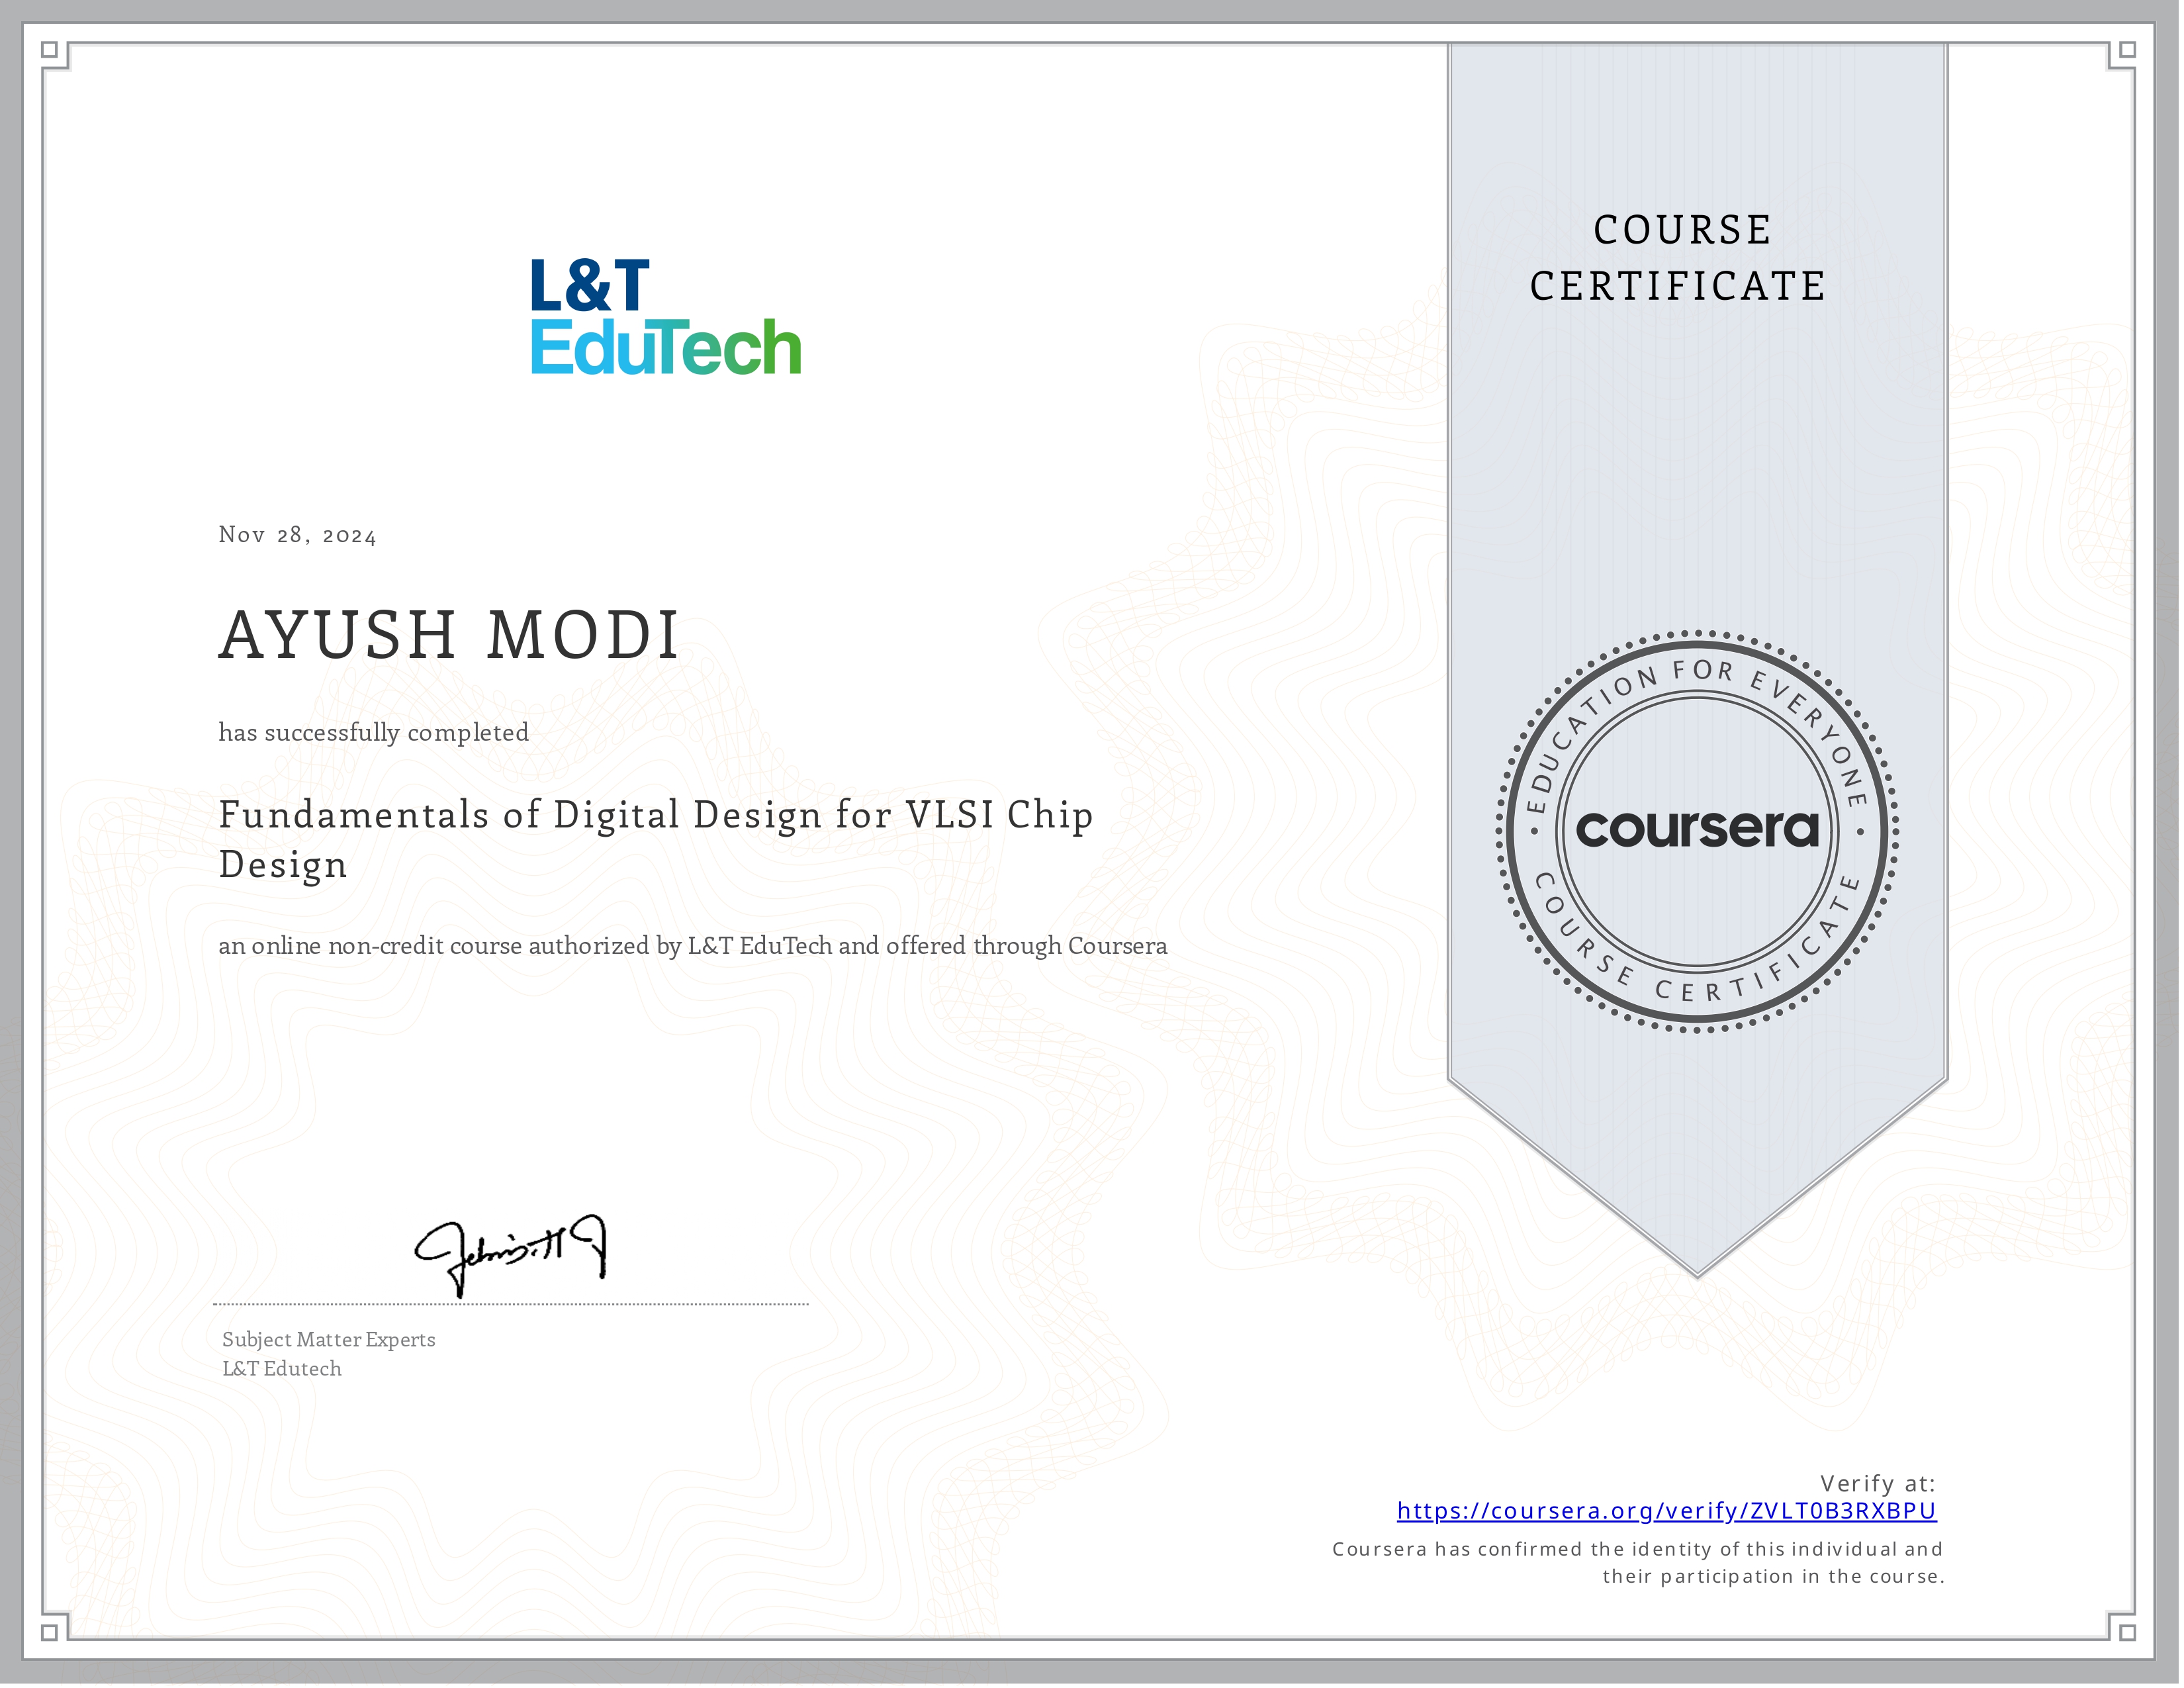 L&T
EduTech
COURSE
CERTIFICATE
Nov 28, 2024
AYUSH MODI
has successfully completed
Fundamentals of Digital Design for VLSI Chip
Design
an online non-credit course authorized by L&T EduTech and offered through Coursera
EDUCATION FOR EVERYONE
coursera
COURSE CERTIFICATE
Subject Matter Experts
L&T Edutech
Verify at:
https://coursera.org/verify/ZVLT0B3RXBPU
Coursera has confirmed the identity of this individual and
their participation in the course.